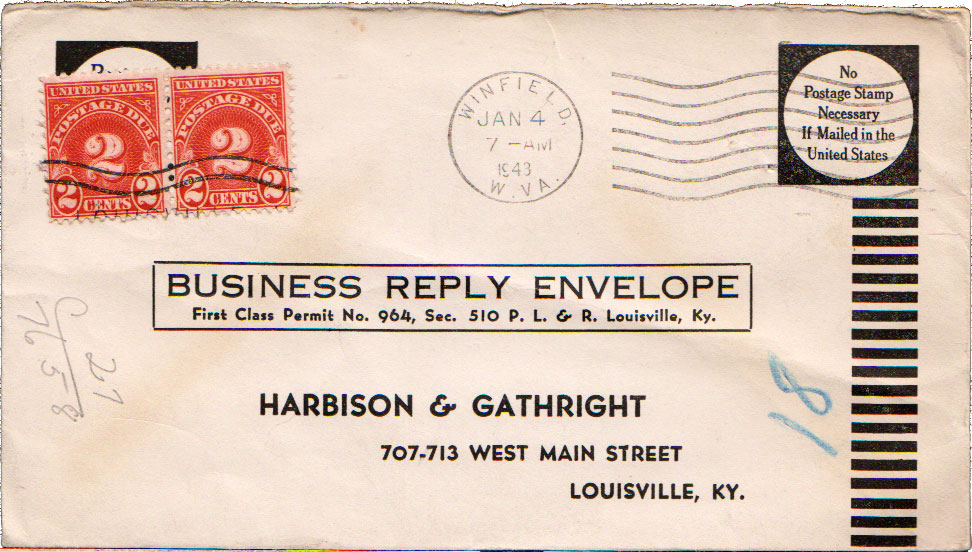 UNITED STATES
POSTAGE DUE
2
2 CENTS 2
UNITED STATES
POSTAGE DUE
2
2 CENTS 2
WINFIELD,
JAN 4
7 - AM
1943
W. VA.
No
Postage Stamp
Necessary
If Mailed in the
United States
BUSINESS REPLY ENVELOPE
First Class Permit No. 964, Sec. 510 P. L. & R. Louisville, Ky.
HARBISON & GATHRIGHT
707-713 WEST MAIN STREET
LOUISVILLE, KY.
27
18